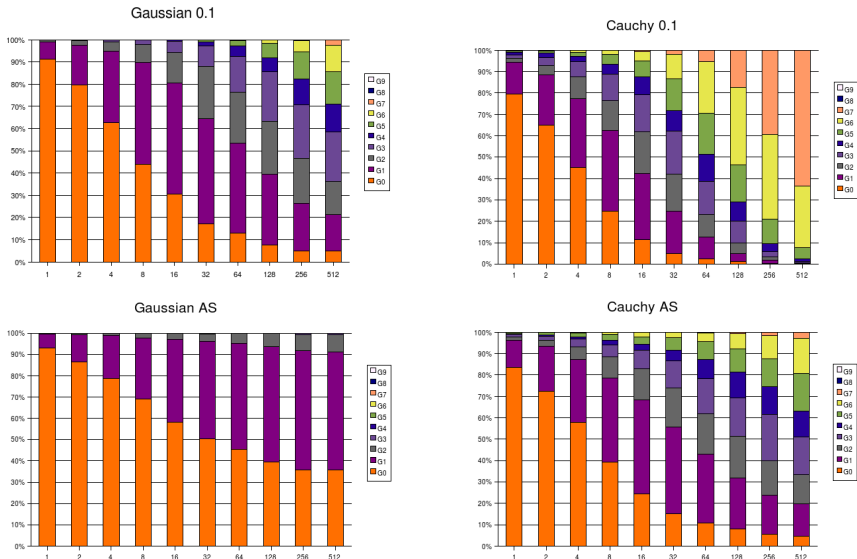 Gaussian 0.1
100%
90%
80%
70%
60%
50%
40%
30%
20%
10%
0%
1 2 4 8 16 32 64 128 256 512
G9
G8
G7
G6
G5
G4
G3
G2
G1
G0
Cauchy 0.1
100%
90%
80%
70%
60%
50%
40%
30%
20%
10%
0%
1 2 4 8 16 32 64 128 256 512
G9
G8
G7
G6
G5
G4
G3
G2
G1
G0
Gaussian AS
100%
90%
80%
70%
60%
50%
40%
30%
20%
10%
0%
1 2 4 8 16 32 64 128 256 512
G9
G8
G7
G6
G5
G4
G3
G2
G1
G0
Cauchy AS
100%
90%
80%
70%
60%
50%
40%
30%
20%
10%
0%
1 2 4 8 16 32 64 128 256 512
G9
G8
G7
G6
G5
G4
G3
G2
G1
G0